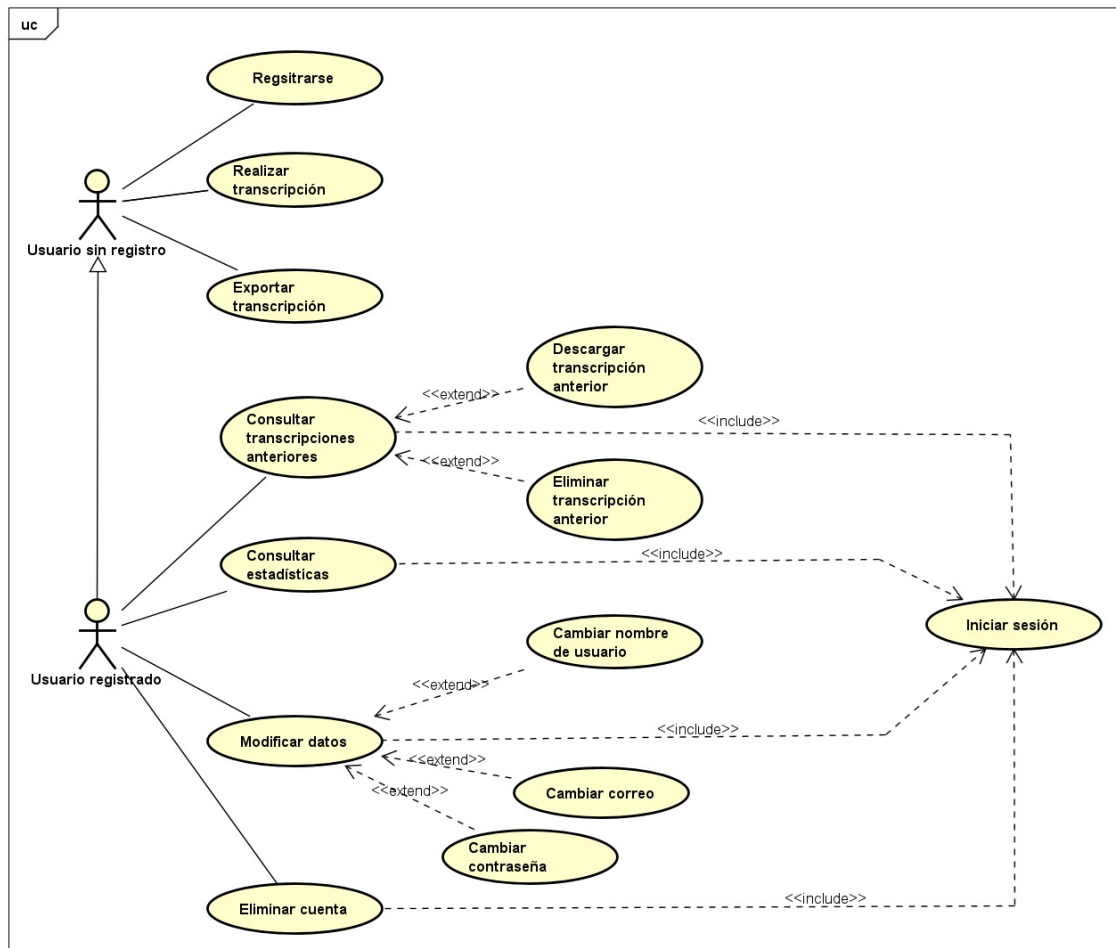 uc
Regsitrarse
Realizar
transcripción
Usuario sin registro
Exportar
transcripción
Descargar
transcripción
anterior
<<extend>>
Consultar
transcripciones
anteriores
<<include>>
<<extend>>
Eliminar
transcripción
anterior
Consultar
estadísticas
<<include>>
Iniciar sesión
Cambiar nombre
de usuario
Usuario registrado
<<extend>>
Modificar datos
<<include>>
<<extend>>
Cambiar correo
<<extend>>
Cambiar
contraseña
Eliminar cuenta
<<include>>